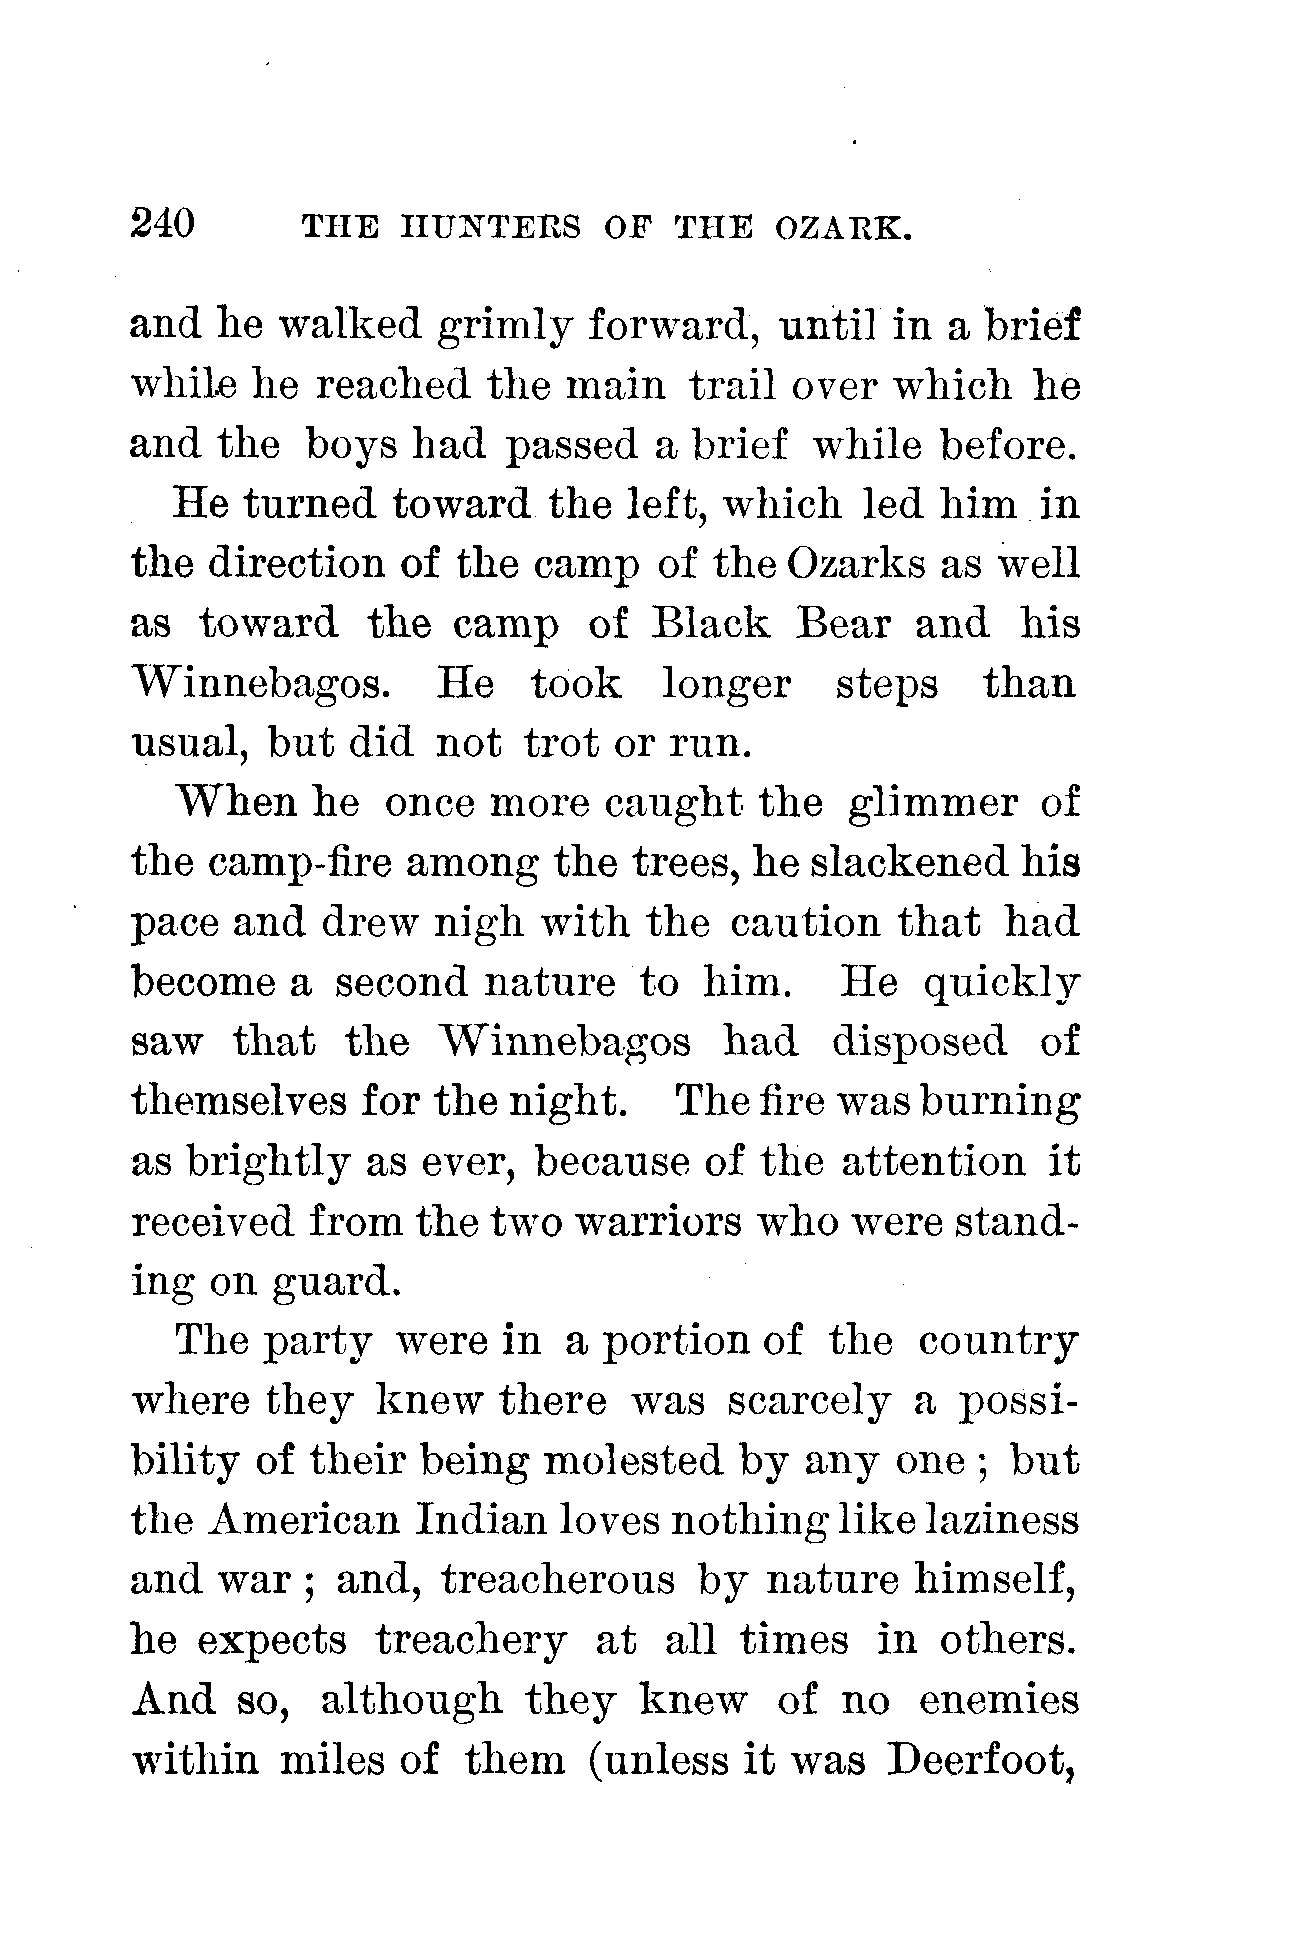 240 THE HUNTERS OF THE OZARK.
and he walked grimly forward, until in a brief
while he reached the main trail over which he
and the boys had passed a brief while before.
He turned toward the left, which led him in
the direction of the camp of the Ozarks as well
as toward the camp of Black Bear and his
Winnebagos. He took longer steps than
usual, but did not trot or run.
When he once more caught the glimmer of
the camp-fire among the trees, he slackened his
pace and drew nigh with the caution that had
become a second nature to him. He quickly
saw that the Winnebagos had disposed of
themselves for the night. The fire was burning
as brightly as ever, because of the attention it
received from the two warriors who were stand-
ing on guard.
The party were in a portion of the country
where they knew there was scarcely a possi-
bility of their being molested by any one ; but
the American Indian loves nothing like laziness
and war ; and, treacherous by nature himself,
he expects treachery at all times in others.
And so, although they knew of no enemies
within miles of them (unless it was Deerfoot,